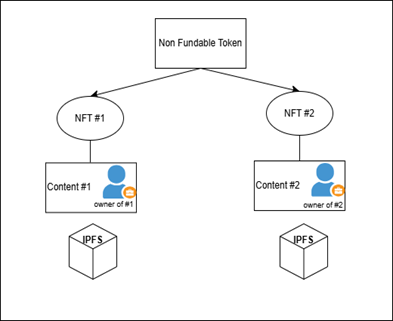 Non Fundable Token
NFT #1
NFT #2
Content #1
owner of #1
Content #2
owner of #2
IPFS
IPFS